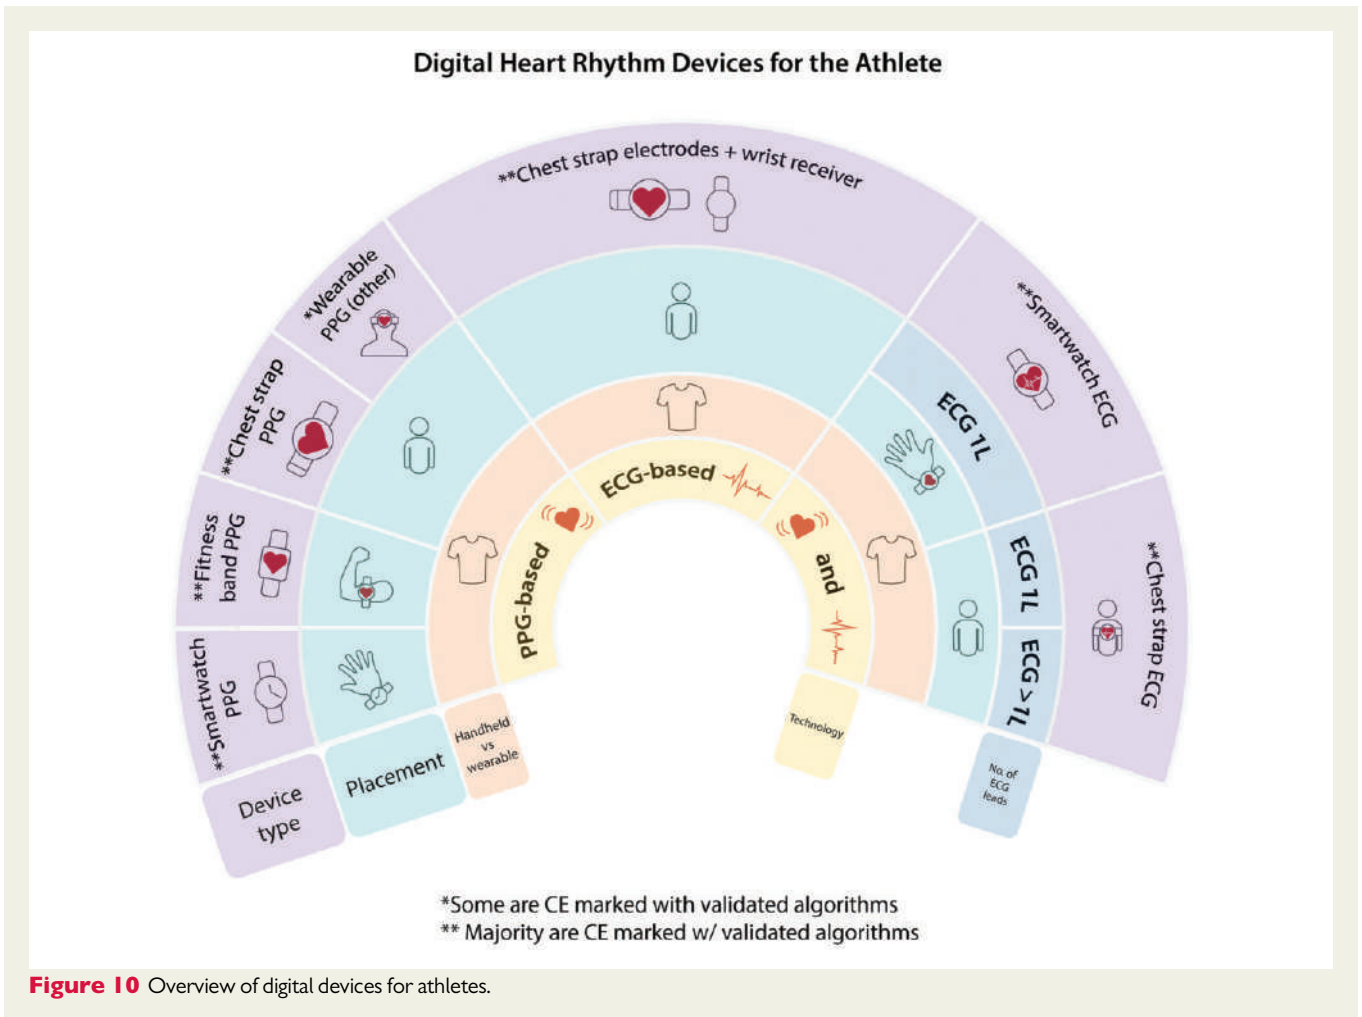 Digital Heart Rhythm Devices for the Athlete
**Chest strap electrodes + wrist receiver
*Wearable
PPG (other)
**Chest strap
PPG
**Fitness
band PPG
**Smartwatch
PPG
**Smartwatch ECG
**Chest strap ECG
ECG 1L
ECG 1L
ECG >1L
PPG-based
ECG-based
and
Device
type
Placement
Handheld
vs
wearable
Technology
No. of
ECG
leads
*Some are CE marked with validated algorithms
** Majority are CE marked w/ validated algorithms
Figure 10 Overview of digital devices for athletes.